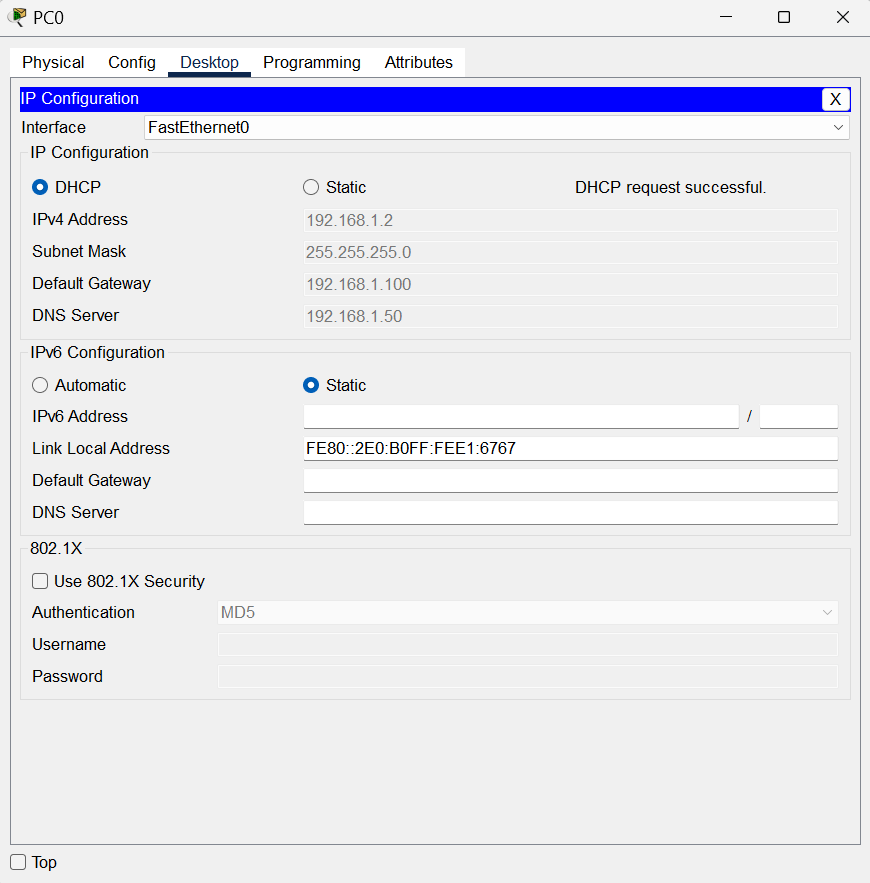 PC0
Physical Config Desktop Programming Attributes
IP Configuration X
Interface FastEthernet0
IP Configuration
DHCP Static DHCP request successful.
IPv4 Address 192.168.1.2
Subnet Mask 255.255.255.0
Default Gateway 192.168.1.100
DNS Server 192.168.1.50
IPv6 Configuration
Automatic Static
IPv6 Address /
Link Local Address FE80::2E0:B0FF:FEE1:6767
Default Gateway
DNS Server
802.1X
Use 802.1X Security
Authentication MD5
Username
Password
Top